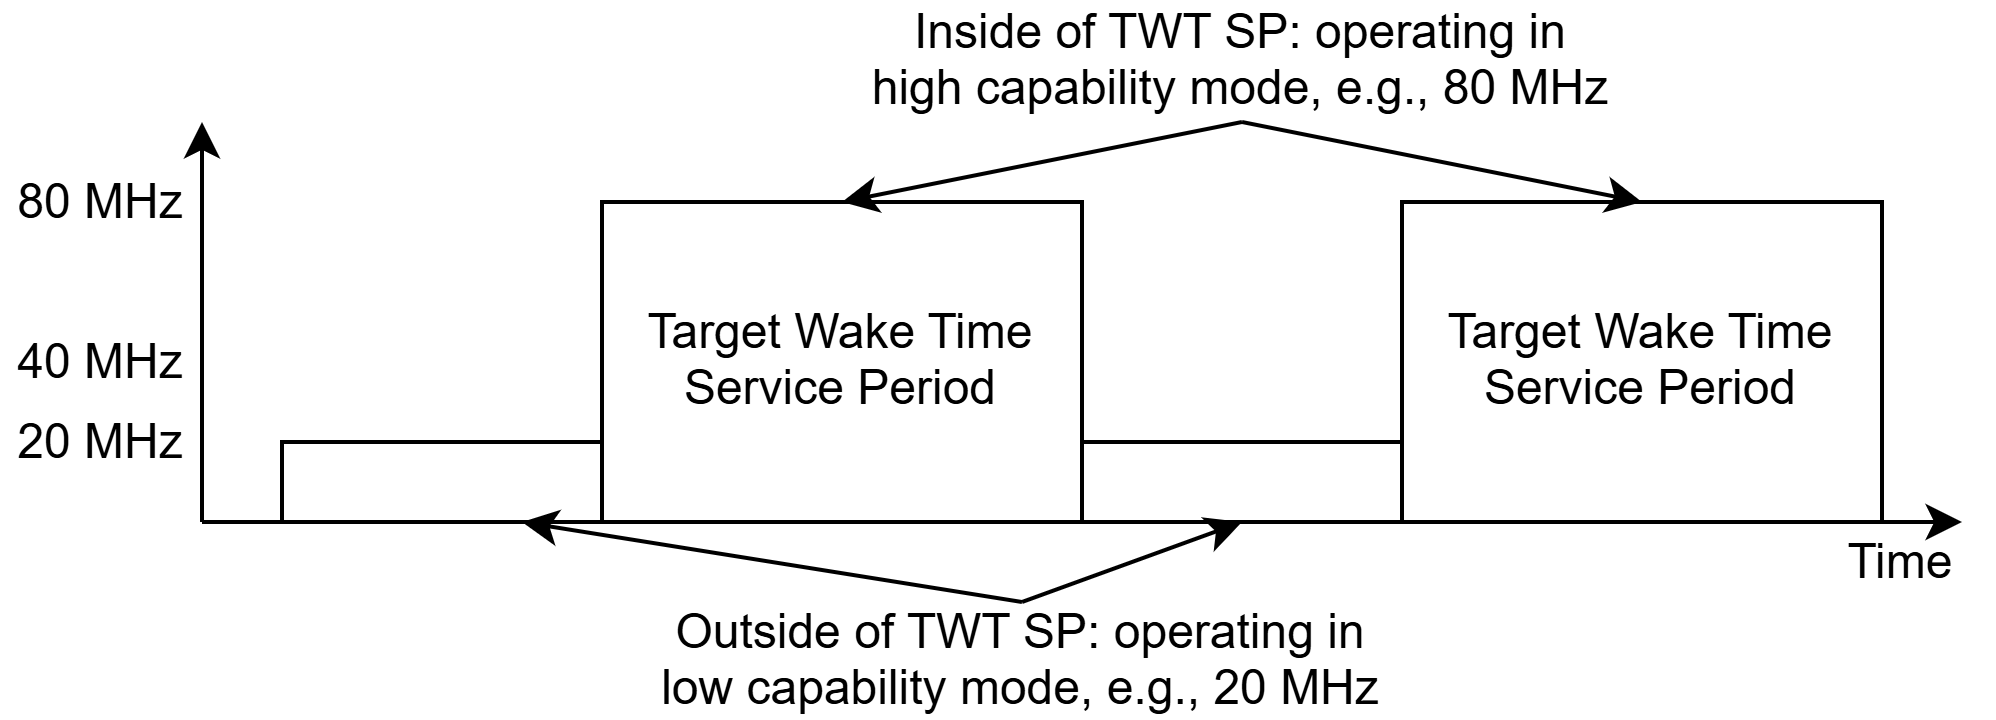 Inside of TWT SP: operating in
high capability mode, e.g., 80 MHz
80 MHz
40 MHz
20 MHz
Target Wake Time
Service Period
Target Wake Time
Service Period
Time
Outside of TWT SP: operating in
low capability mode, e.g., 20 MHz